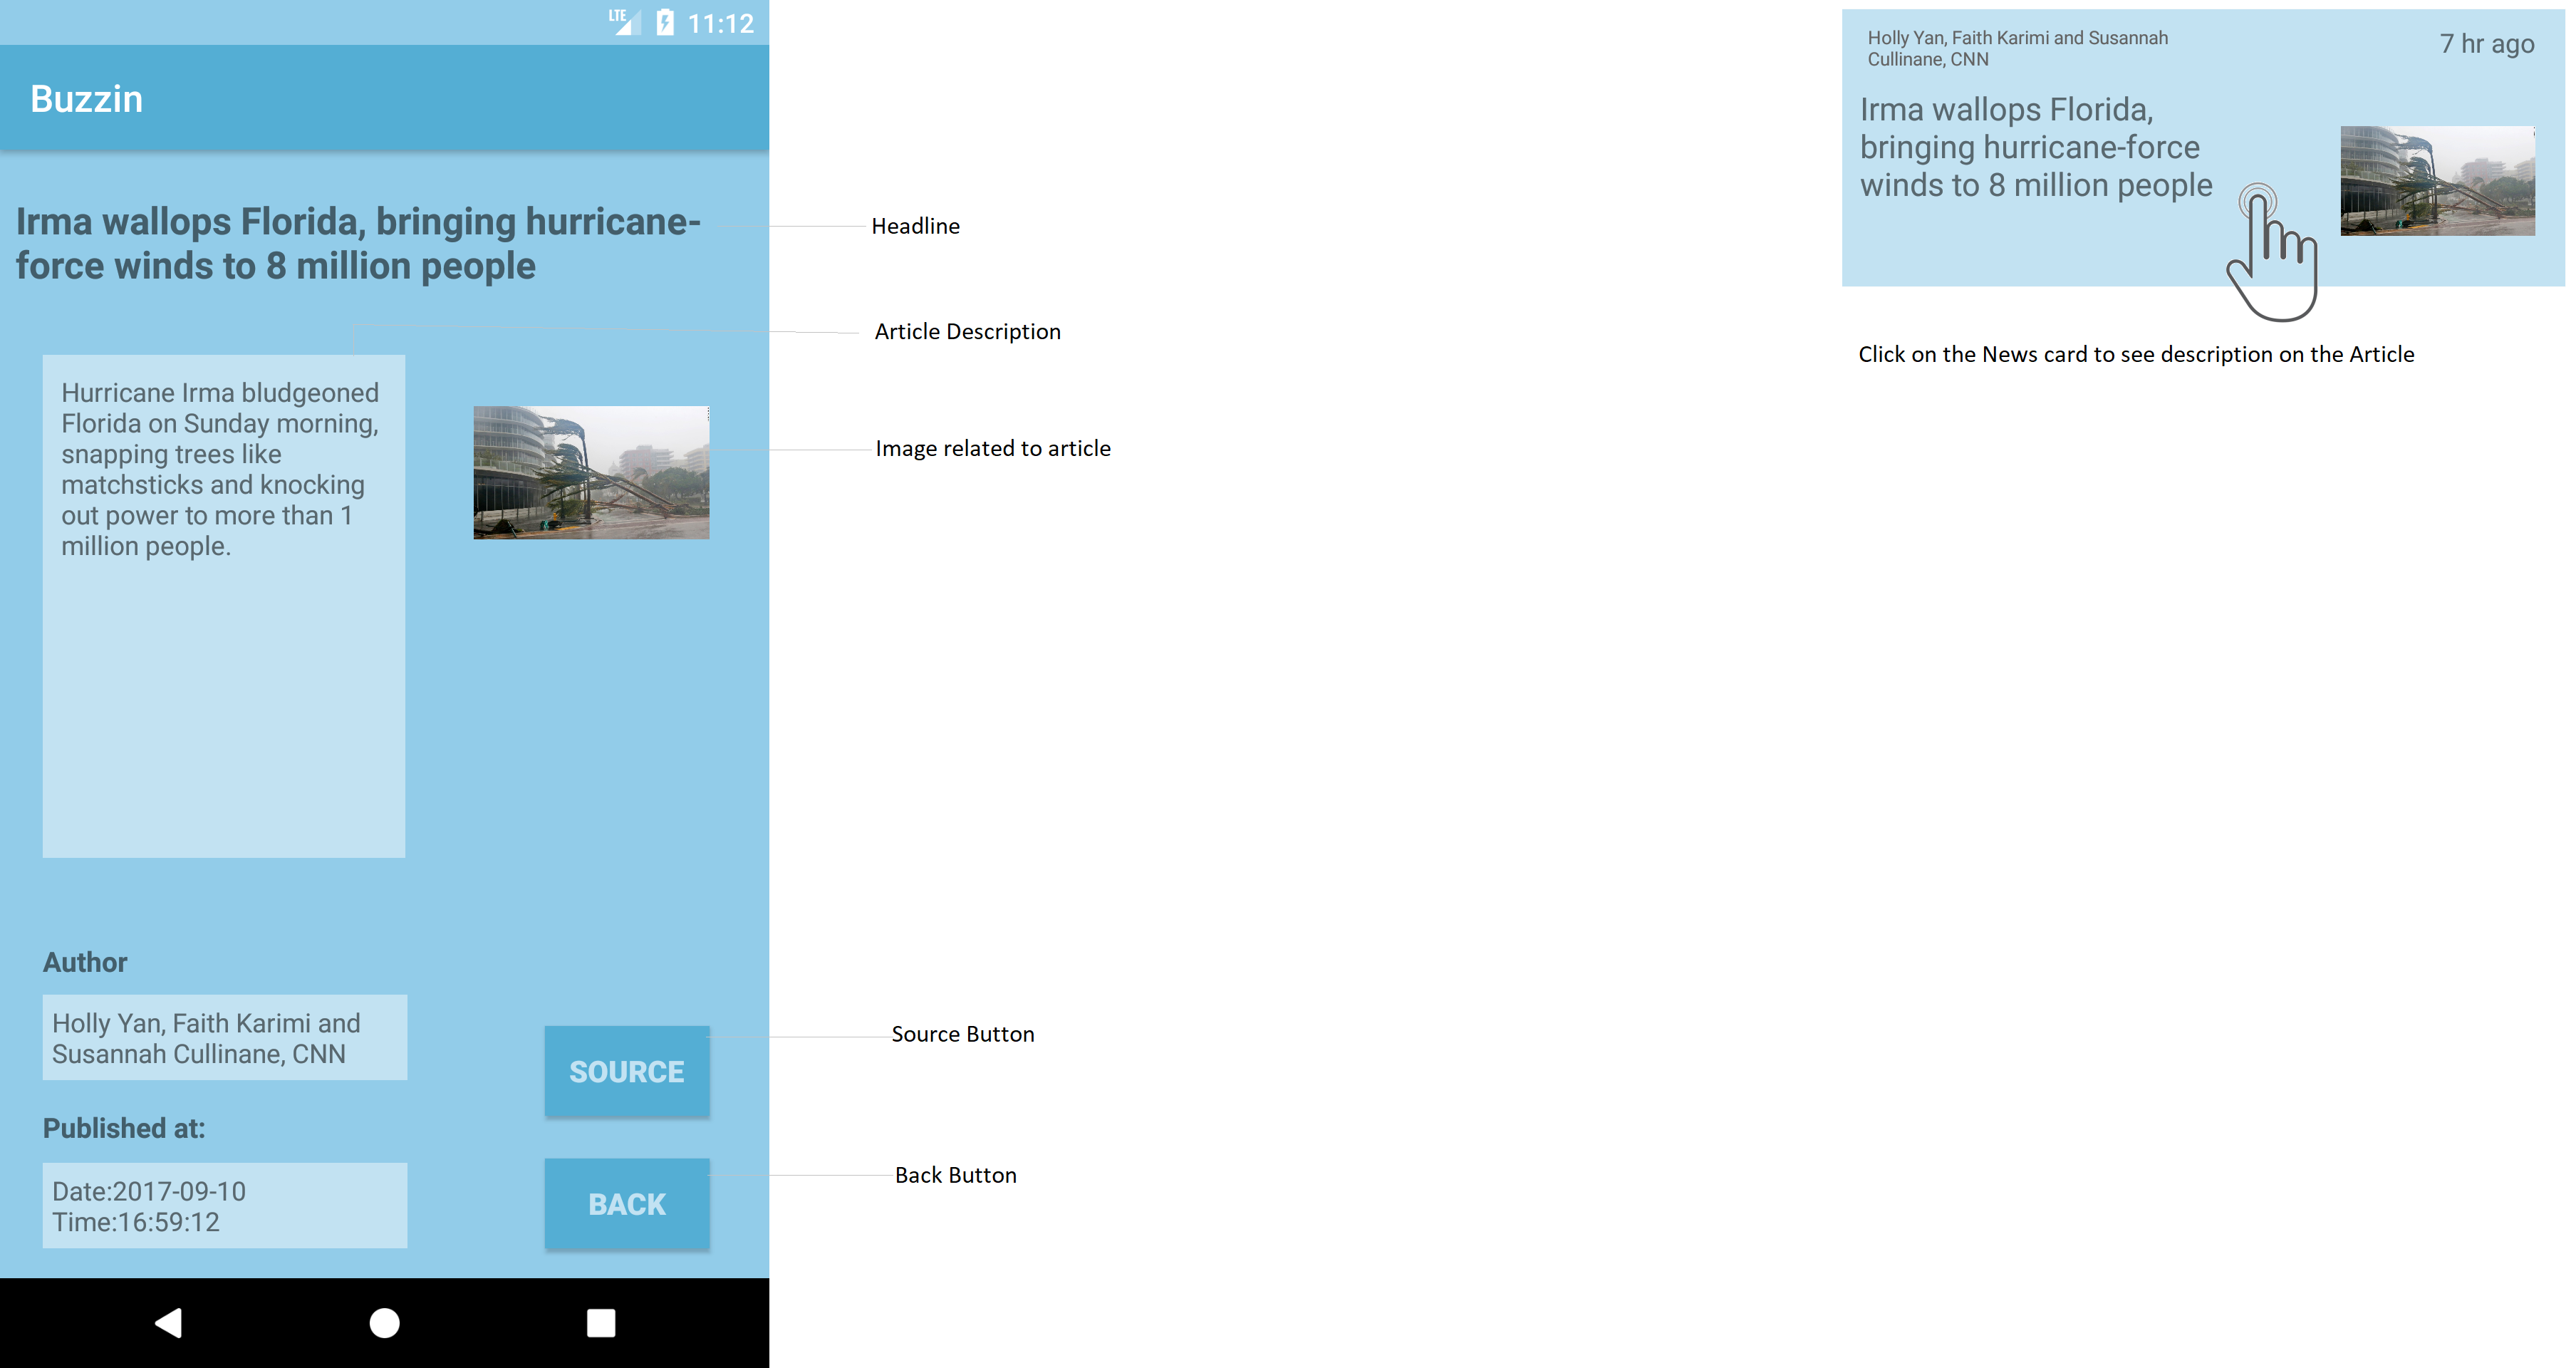 LTE 11:12
Buzzin
Irma wallops Florida, bringing hurricane-
force winds to 8 million people
Headline
Article Description
Hurricane Irma bludgeoned
Florida on Sunday morning,
snapping trees like
matchsticks and knocking
out power to more than 1
million people.
Image related to article
Author
Holly Yan, Faith Karimi and
Susannah Cullinane, CNN
Source Button
SOURCE
Published at:
Date:2017-09-10
Time:16:59:12
Back Button
BACK
Holly Yan, Faith Karimi and Susannah
Cullinane, CNN
7 hr ago
Irma wallops Florida,
bringing hurricane-force
winds to 8 million people
Click on the News card to see description on the Article